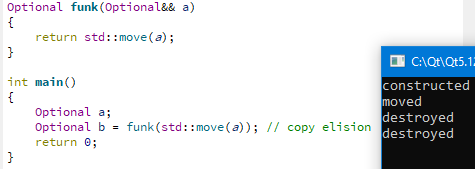 Optional funk(Optional&& a)
{
    return std::move(a);
}
int main()
{
    Optional a;
    Optional b = funk(std::move(a)); // copy elision
    return 0;
}
C:\Qt\Qt5.12
constructed
moved
destroyed
destroyed